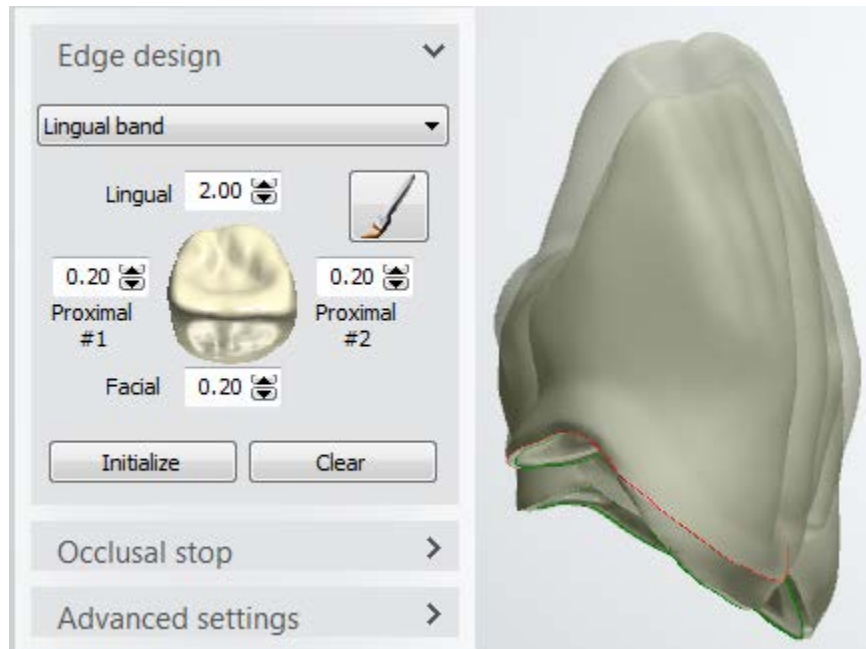 Edge design
Lingual band
Lingual 2.00
0.20 0.20
Proximal Proximal
#1 #2
Facial 0.20
Initialize Clear
Occlusal stop
Advanced settings